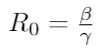 R₀ = β/γ